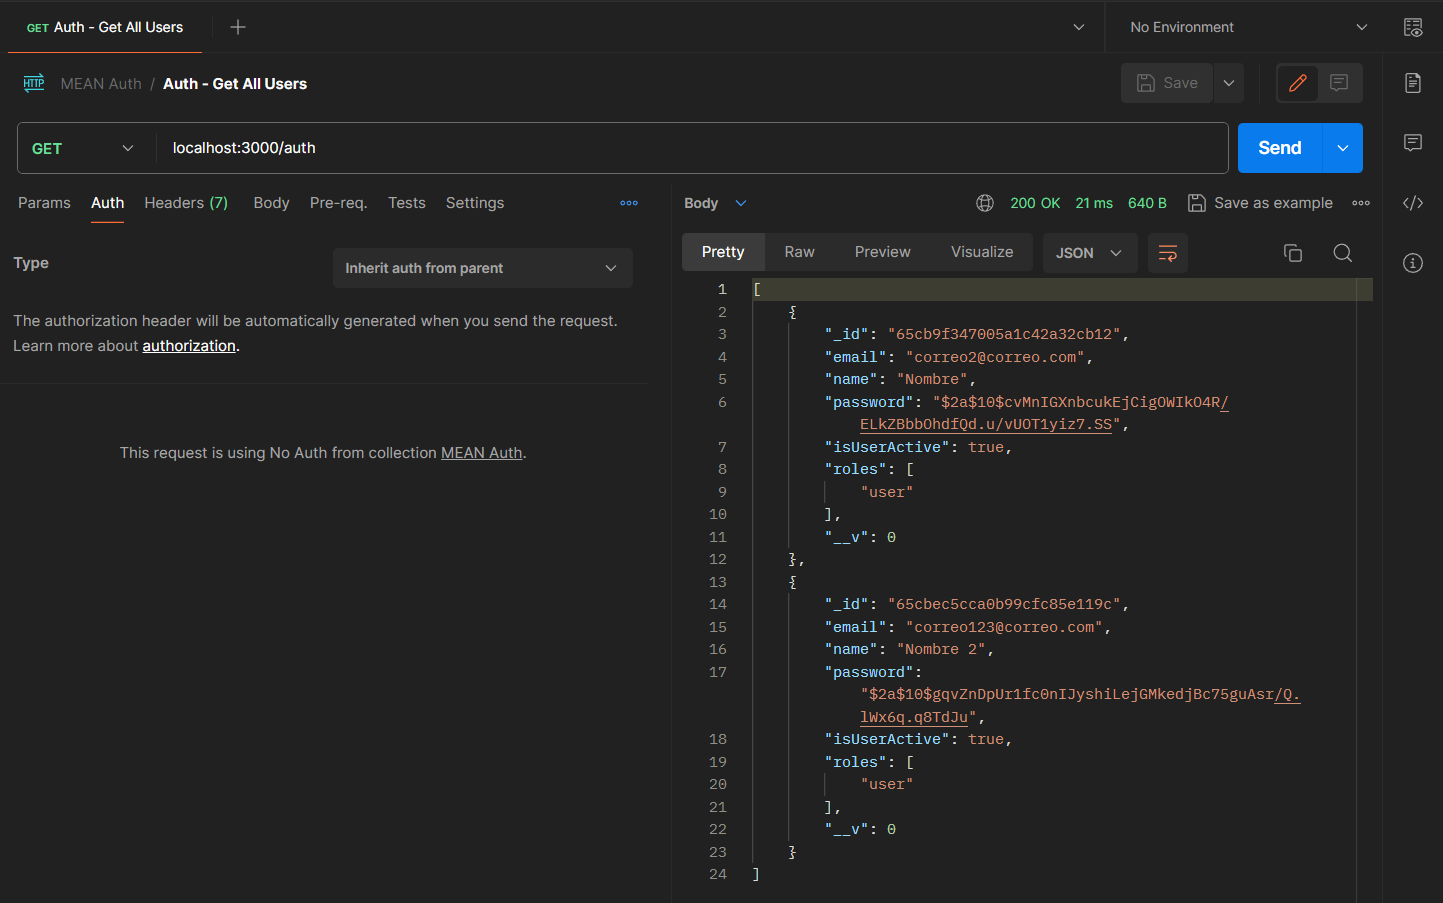 GET Auth - Get All Users
No Environment
HTTP MEAN Auth / Auth - Get All Users
Save
GET localhost:3000/auth
Send
Params Auth Headers (7) Body Pre-req. Tests Settings
Type
Inherit auth from parent
The authorization header will be automatically generated when you send the request.
Learn more about authorization.
This request is using No Auth from collection MEAN Auth.
Body 200 OK 21 ms 640 B Save as example
Pretty Raw Preview Visualize JSON
1 [
2 {
3 "_id": "65cb9f347005a1c42a32cb12",
4 "email": "correo2@correo.com",
5 "name": "Nombre",
6 "password": "$2a$10$cvMnIGXnbcukEjCigOWIkO4R/
ELkZBbbOhdfQd.u/vUOT1yiz7.SS",
7 "isUserActive": true,
8 "roles": [
9 "user"
10 ],
11 "__v": 0
12 },
13 {
14 "_id": "65cbec5cca0b99cfc85e119c",
15 "email": "correo123@correo.com",
16 "name": "Nombre 2",
17 "password":
"$2a$10$gqvZnDpUr1fc0nIJyshiLejGMkedjBc75guAsr/Q.
lWx6q.q8TdJu",
18 "isUserActive": true,
19 "roles": [
20 "user"
21 ],
22 "__v": 0
23 }
24 ]